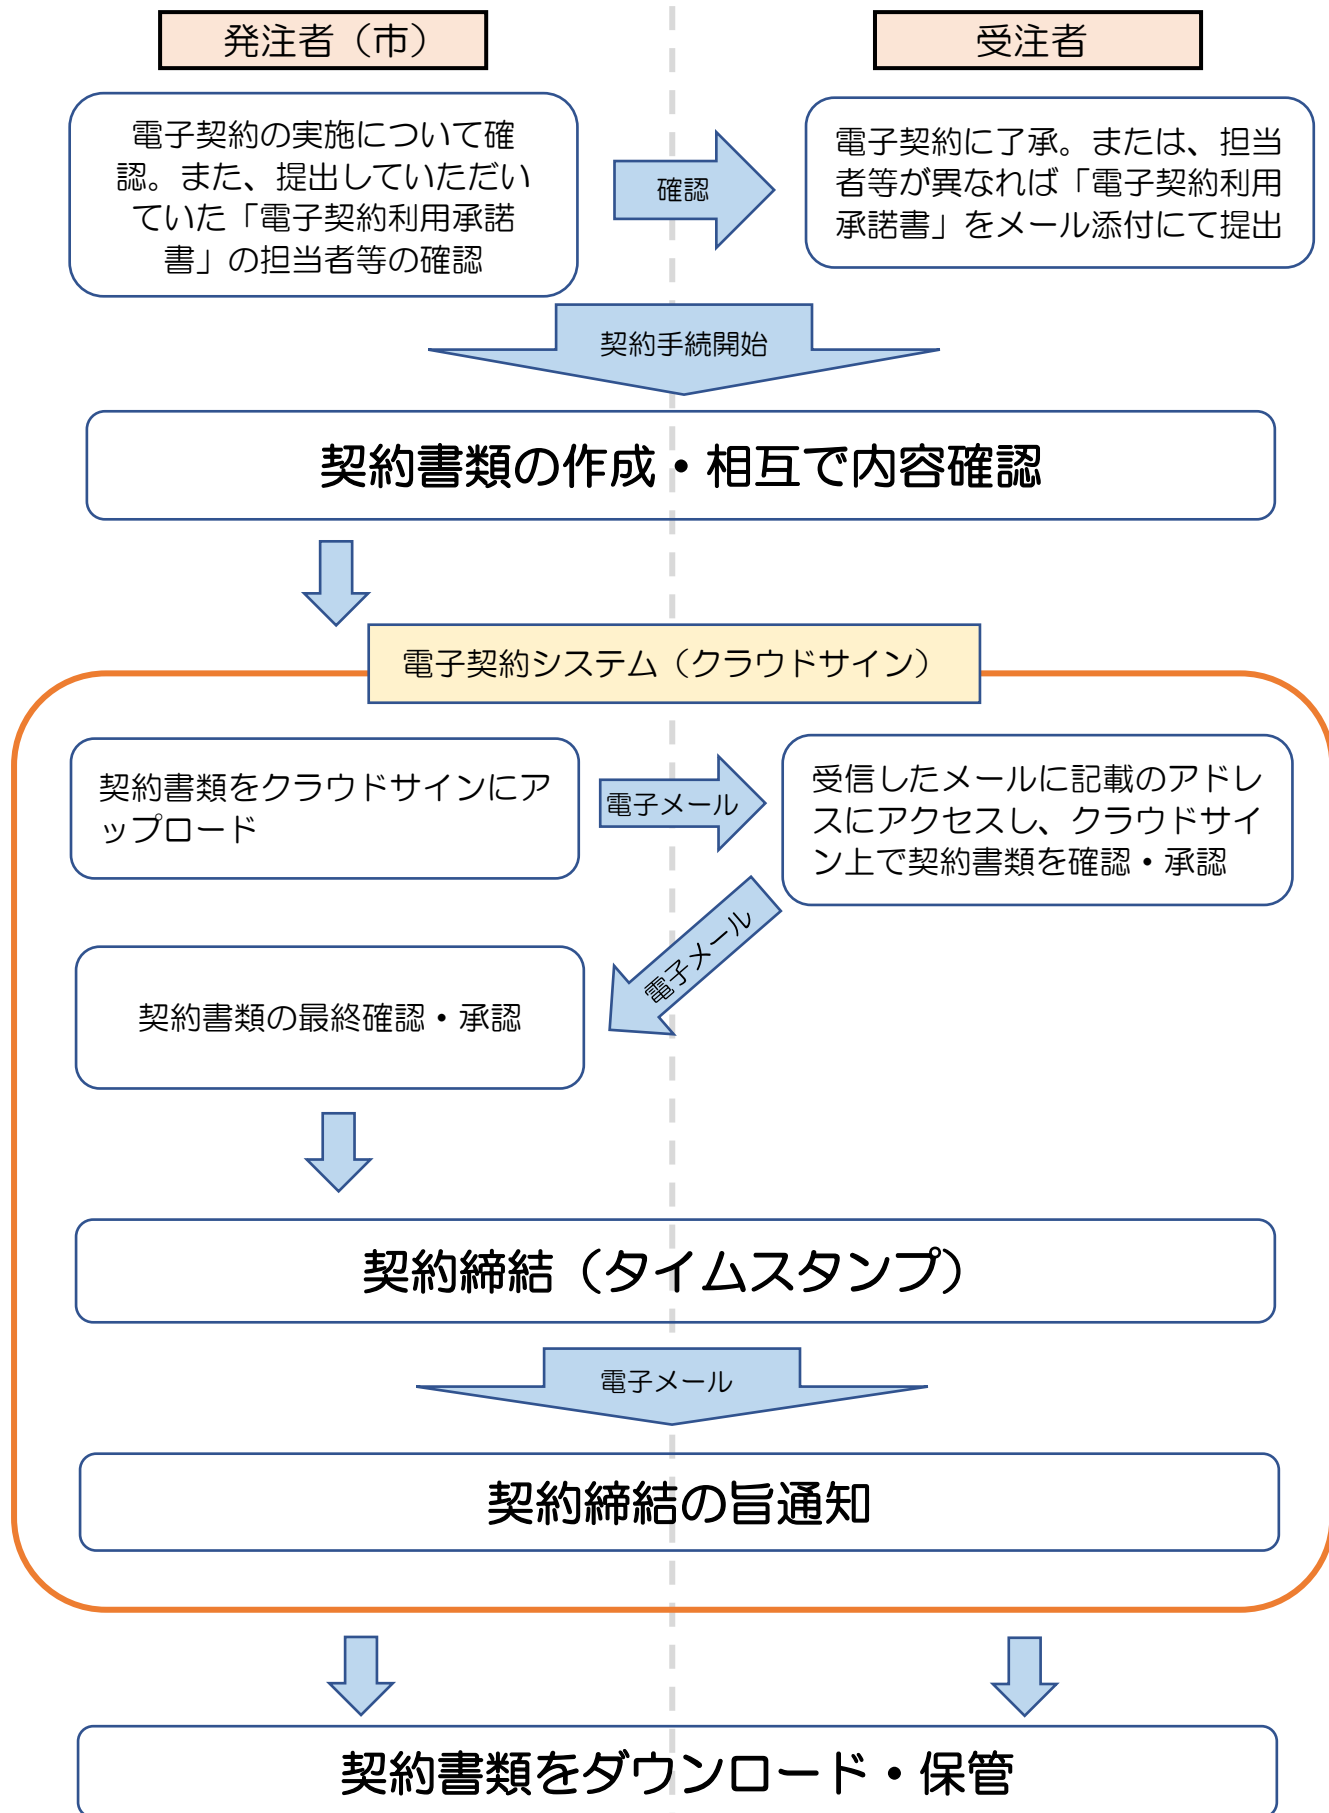 発注者（市）
受注者
電子契約の実施について確
認。また、提出していただい
ていた「電子契約利用承諾
書」の担当者等の確認
確認
電子契約に了承。または、担当
者等が異なれば「電子契約利用
承諾書」をメール添付にて提出
契約手続開始
契約書類の作成・相互で内容確認
電子契約システム（クラウドサイン）
契約書類をクラウドサインにア
ップロード
電子メール
受信したメールに記載のアドレ
スにアクセスし、クラウドサイ
ン上で契約書類を確認・承認
電子メール
契約書類の最終確認・承認
契約締結（タイムスタンプ）
電子メール
契約締結の旨通知
契約書類をダウンロード・保管